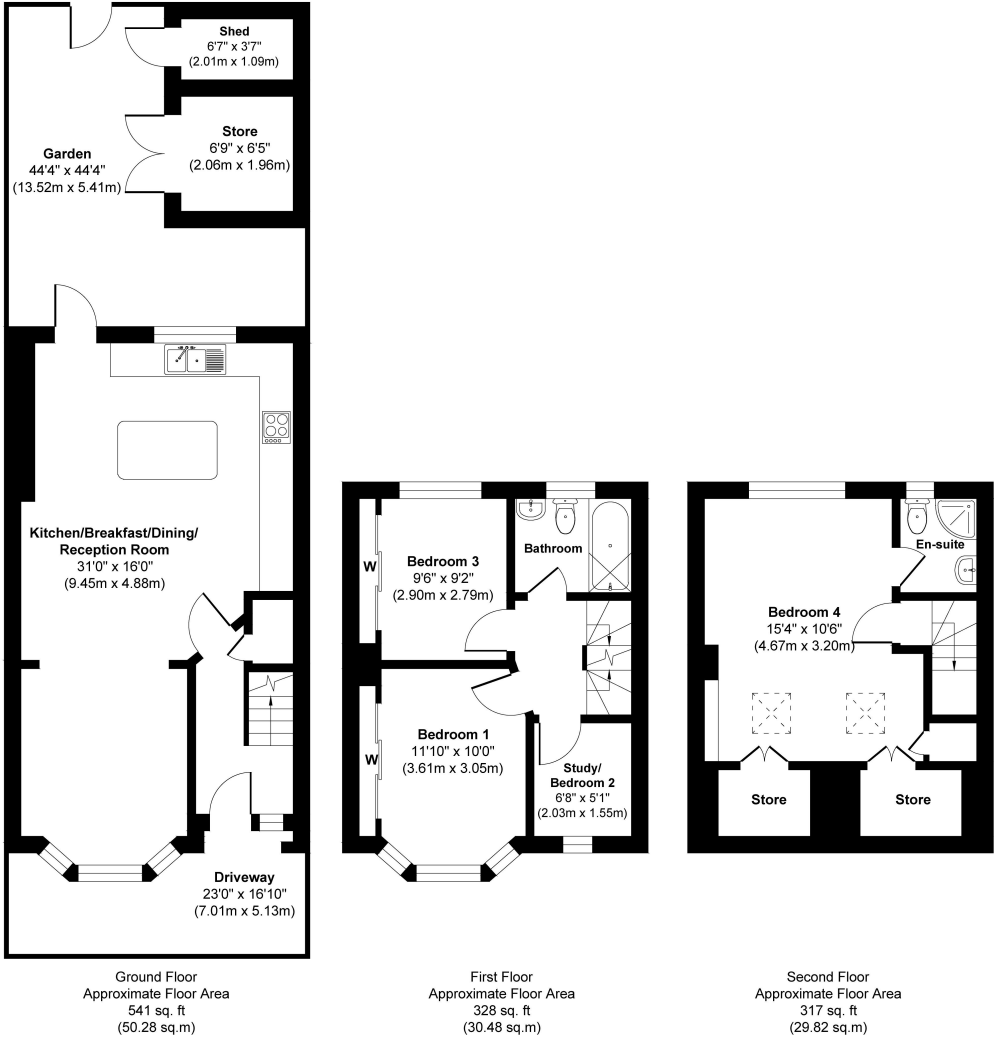 Shed
6'7" x 3'7"
(2.01m x 1.09m)
Store
6'9" x 6'5"
(2.06m x 1.96m)
Garden
44'4" x 44'4"
(13.52m x 5.41m)
Kitchen/Breakfast/Dining/
Reception Room
31'0" x 16'0"
(9.45m x 4.88m)
Driveway
23'0" x 16'10"
(7.01m x 5.13m)
Ground Floor
Approximate Floor Area
541 sq. ft
(50.28 sq.m)
W
Bedroom 3
9'6" x 9'2"
(2.90m x 2.79m)
Bathroom
W
Bedroom 1
11'10" x 10'0"
(3.61m x 3.05m)
Study/
Bedroom 2
6'8" x 5'1"
(2.03m x 1.55m)
First Floor
Approximate Floor Area
328 sq. ft
(30.48 sq.m)
En-suite
Bedroom 4
15'4" x 10'6"
(4.67m x 3.20m)
Store
Store
Second Floor
Approximate Floor Area
317 sq. ft
(29.82 sq.m)